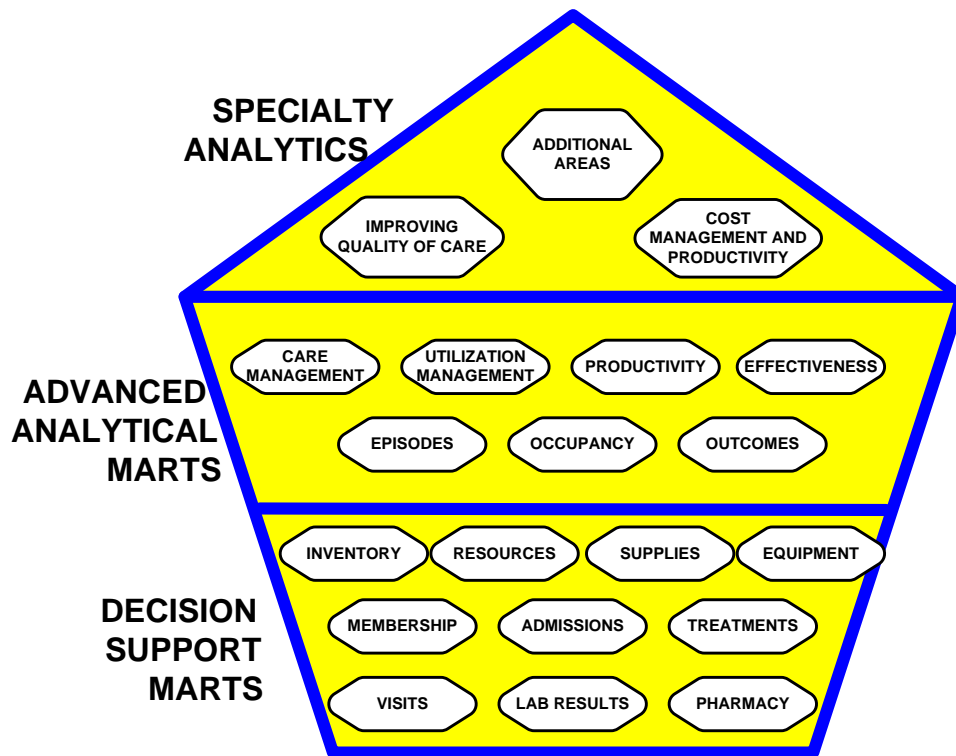 SPECIALTY
ANALYTICS
ADDITIONAL
AREAS
IMPROVING
QUALITY OF CARE
COST
MANAGEMENT AND
PRODUCTIVITY
ADVANCED
ANALYTICAL
MARTS
CARE
MANAGEMENT
UTILIZATION
MANAGEMENT
PRODUCTIVITY
EFFECTIVENESS
EPISODES
OCCUPANCY
OUTCOMES
DECISION
SUPPORT
MARTS
INVENTORY
RESOURCES
SUPPLIES
EQUIPMENT
MEMBERSHIP
ADMISSIONS
TREATMENTS
VISITS
LAB RESULTS
PHARMACY